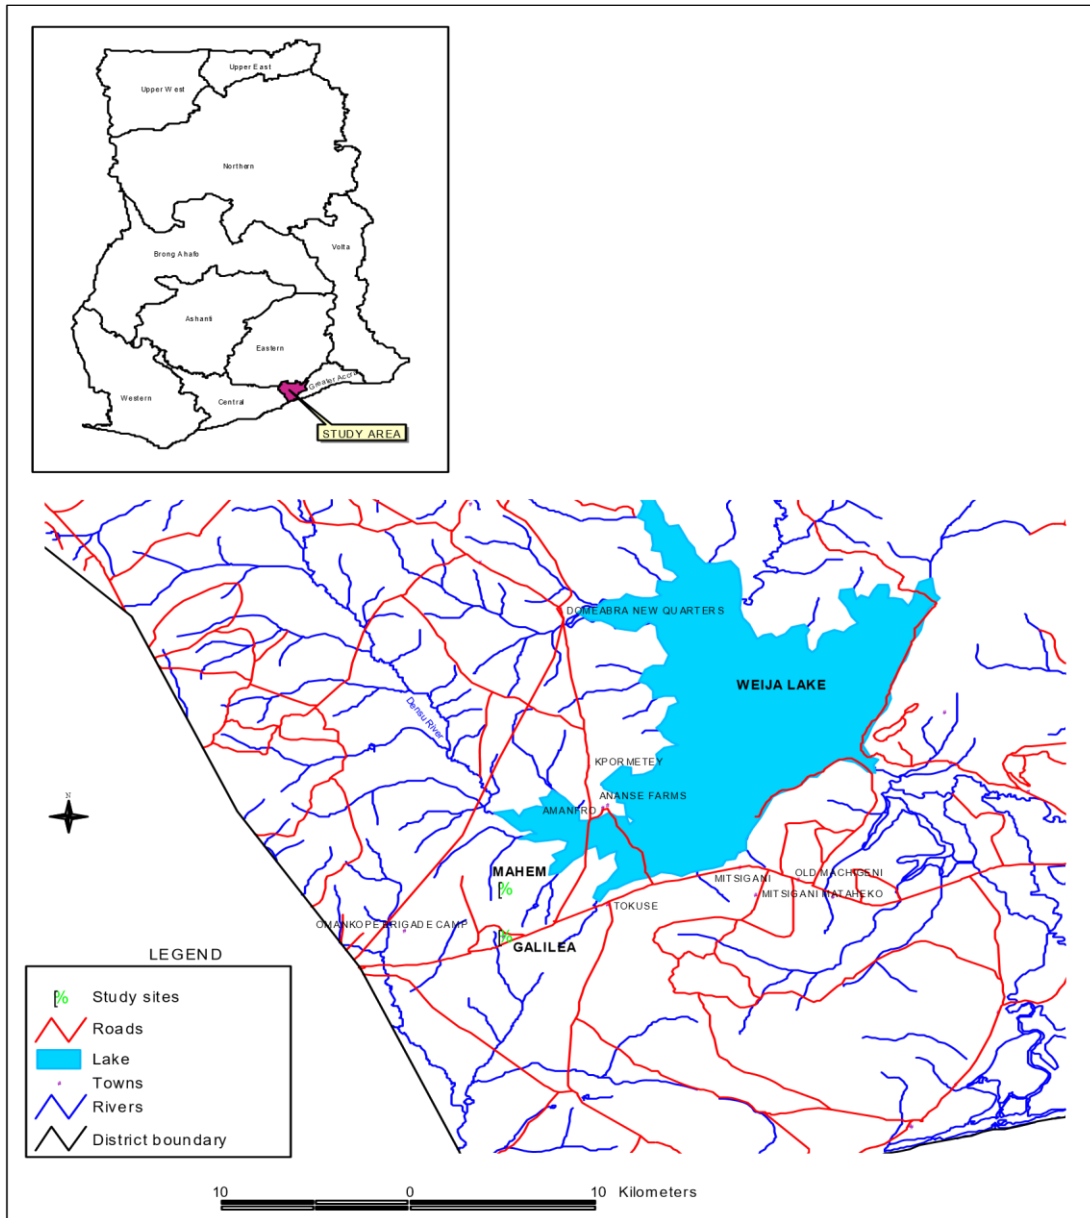 Upper East
Upper West
Northern
Brong Ahafo
Volta
Ashanti
Eastern
Greater Accra
Western
Central
STUDY AREA
DOMEABRA NEW QUARTERS
WEIJA LAKE
Densu River
KPORMETEY
N
ANANSE FARMS
AMANFRO
MAHEM
OLD MACHIGENI
MITSIGANI
MITSIGANI MATAHEKO
TOKUSE
OMANKOPE BRIGADE CAMP
GALILEA
LEGEND
% Study sites
Roads
Lake
Towns
Rivers
District boundary
10 0 10 Kilometers